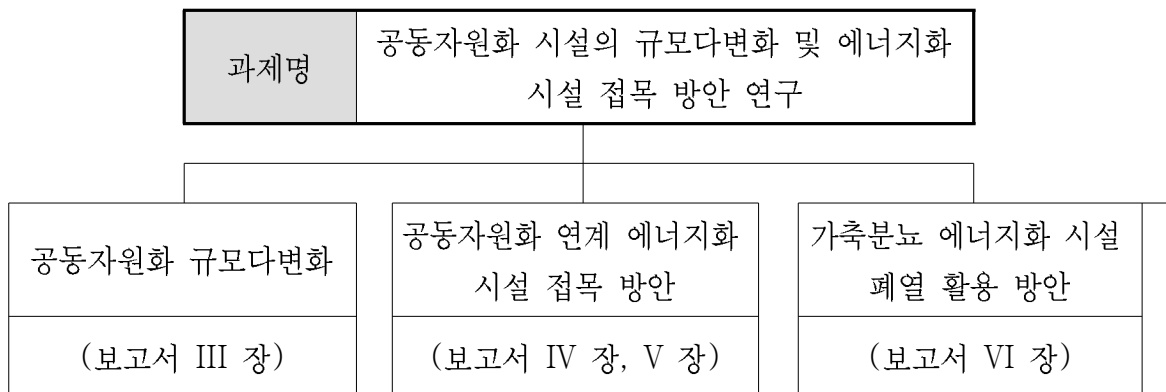 과제명
공동자원화 시설의 규모다변화 및 에너지화
시설 접목 방안 연구
공동자원화 규모다변화
(보고서 III 장)
공동자원화 연계 에너지화
시설 접목 방안
(보고서 IV 장, V 장)
가축분뇨 에너지화 시설
폐열 활용 방안
(보고서 VI 장)